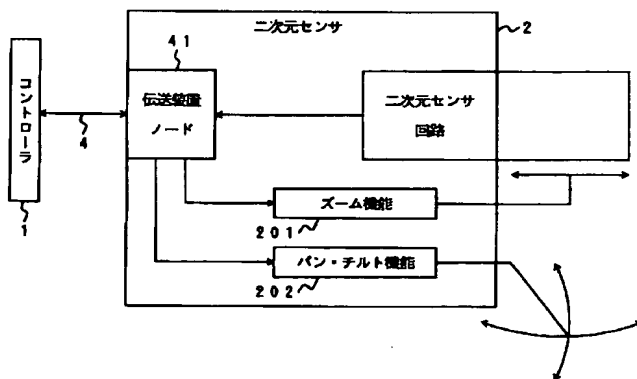 二次元センサ
2
41
コントローラ
伝送装置
ノード
二次元センサ
回路
4
ズーム機能
201
1
パン・チルト機能
202